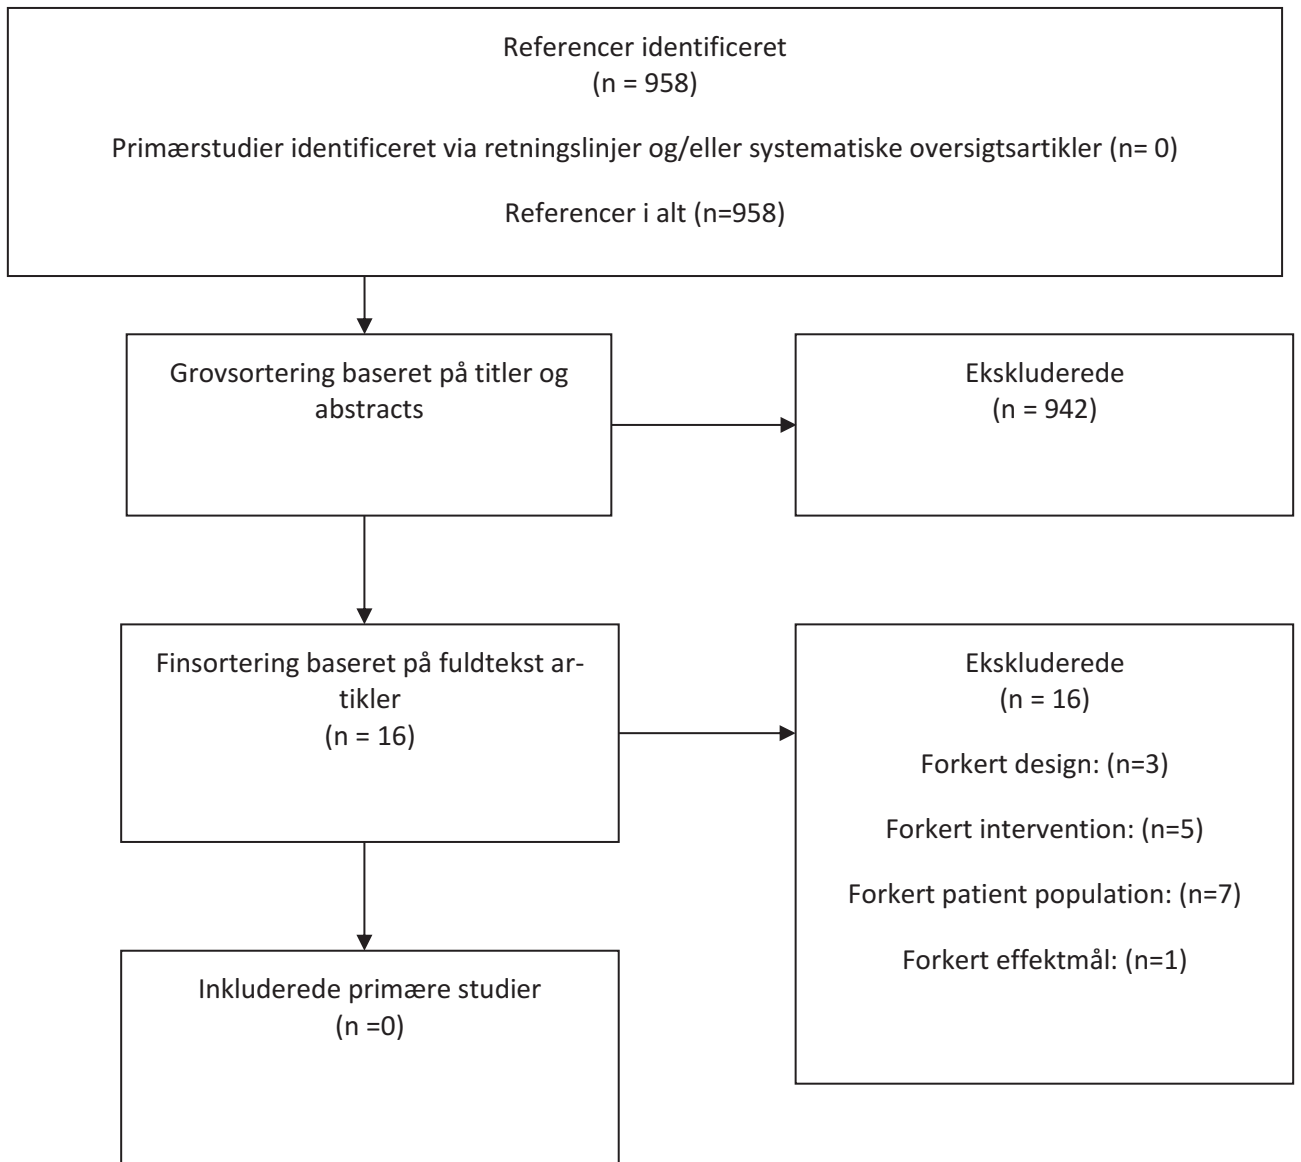 Referencer identificeret
(n = 958)
Primærstudier identificeret via retningslinjer og/eller systematiske oversigtsartikler (n= 0)
Referencer i alt (n=958)
Grovsortering baseret på titler og
abstracts
Ekskluderede
(n = 942)
Finsortering baseret på fuldtekst ar-
tikler
(n = 16)
Ekskluderede
(n = 16)
Forkert design: (n=3)
Forkert intervention: (n=5)
Forkert patient population: (n=7)
Forkert effektmål: (n=1)
Inkluderede primære studier
(n =0)